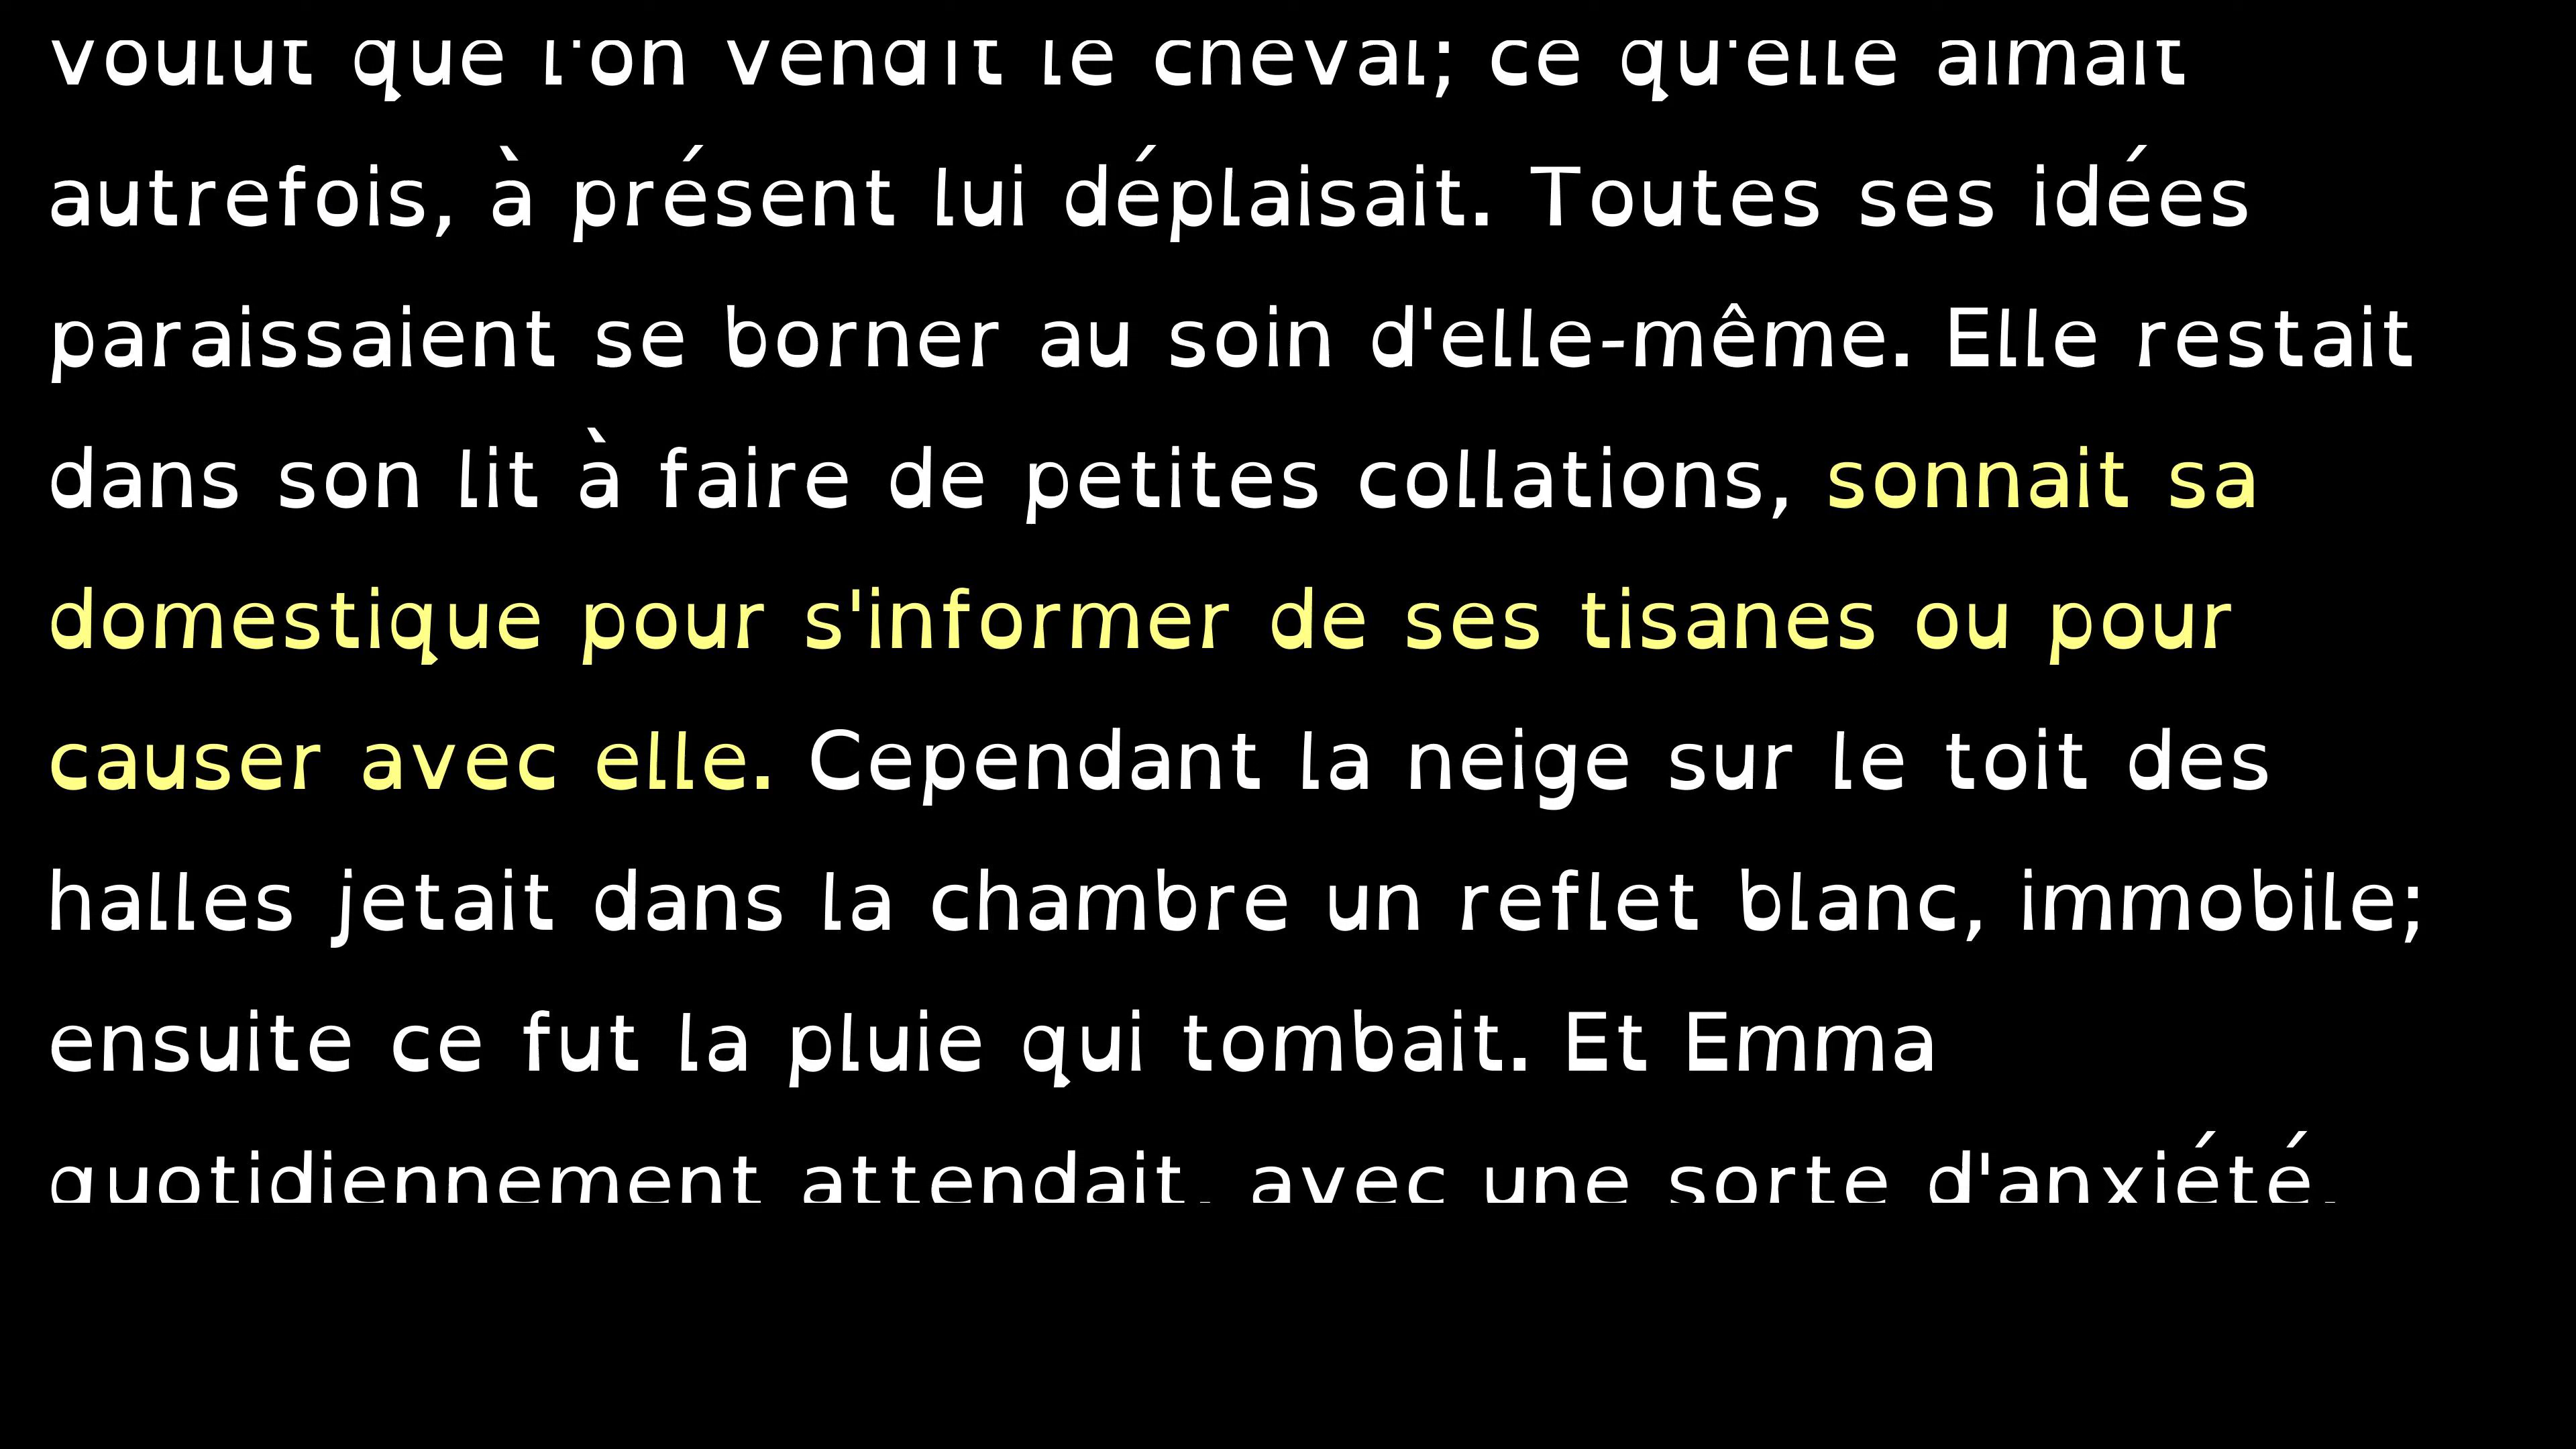 voulut que l'on vendît le cheval; ce qu'elle aimait
autrefois, à présent lui déplaisait. Toutes ses idées
paraissaient se borner au soin d'elle-même. Elle restait
dans son lit à faire de petites collations, sonnait sa
domestique pour s'informer de ses tisanes ou pour
causer avec elle. Cependant la neige sur le toit des
halles jetait dans la chambre un reflet blanc, immobile;
ensuite ce fut la pluie qui tombait. Et Emma
quotidiennement attendait, avec une sorte d'anxiété,